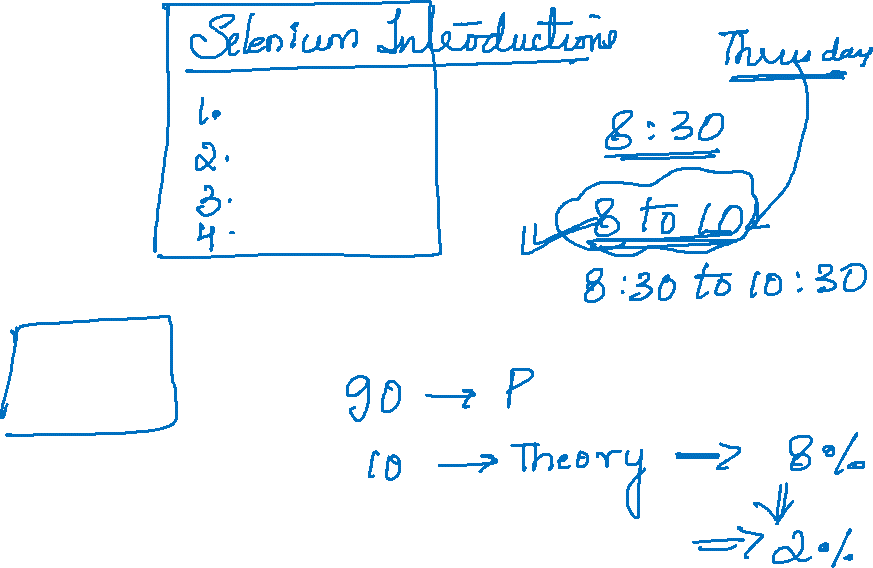 Selenium Introductions
1.
2.
3.
4.
Thursday
8:30
8 to 10
8:30 to 10:30
90 → P
10 → Theory → 8%
⇒ 2%